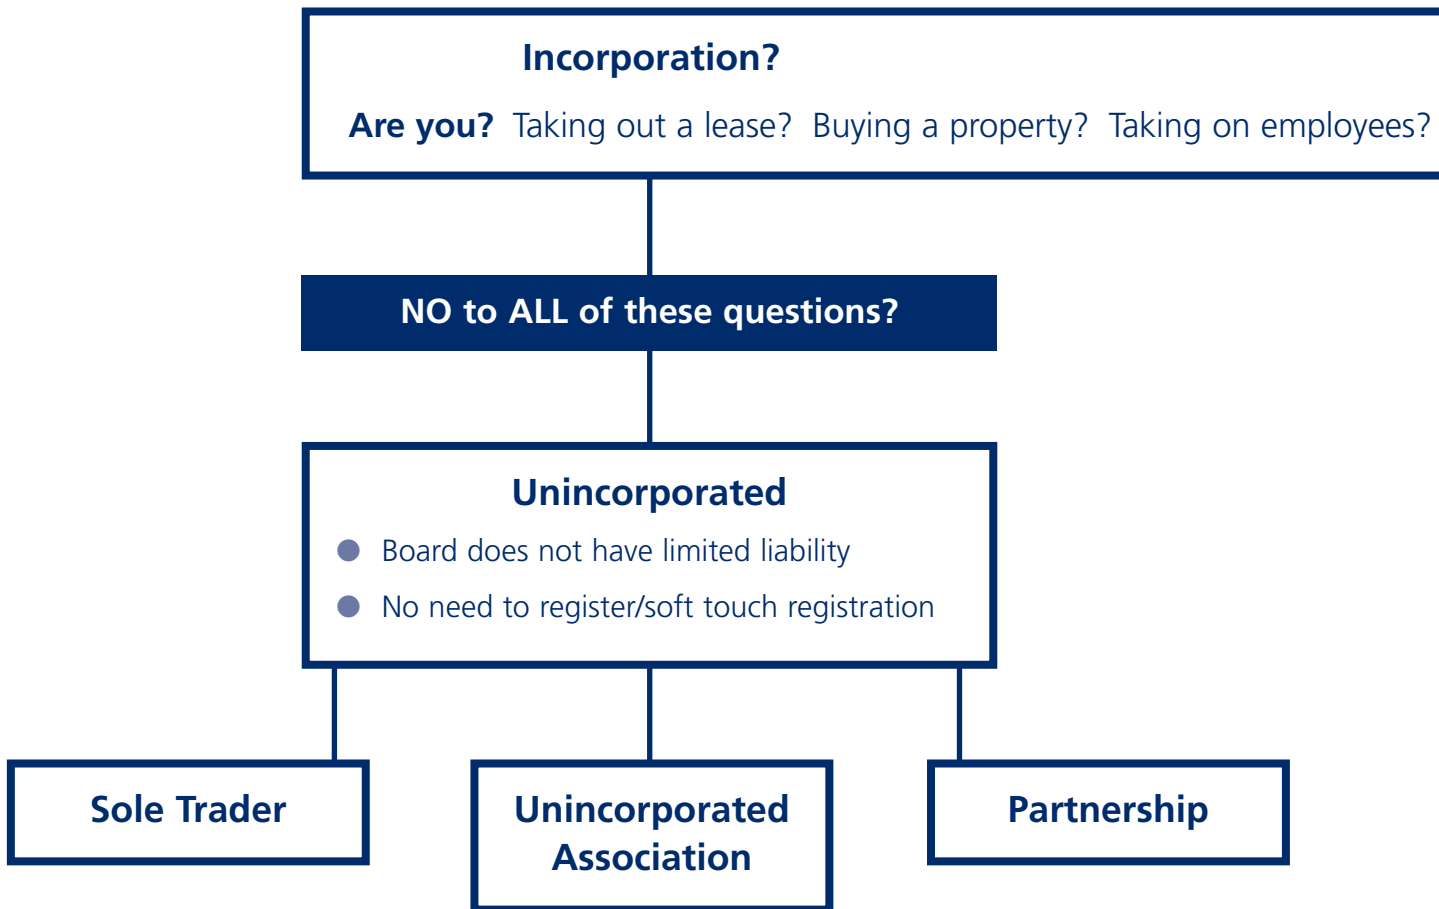 Incorporation?
Are you? Taking out a lease? Buying a property? Taking on employees?
NO to ALL of these questions?
Unincorporated
● Board does not have limited liability
● No need to register/soft touch registration
Sole Trader
Unincorporated
Association
Partnership